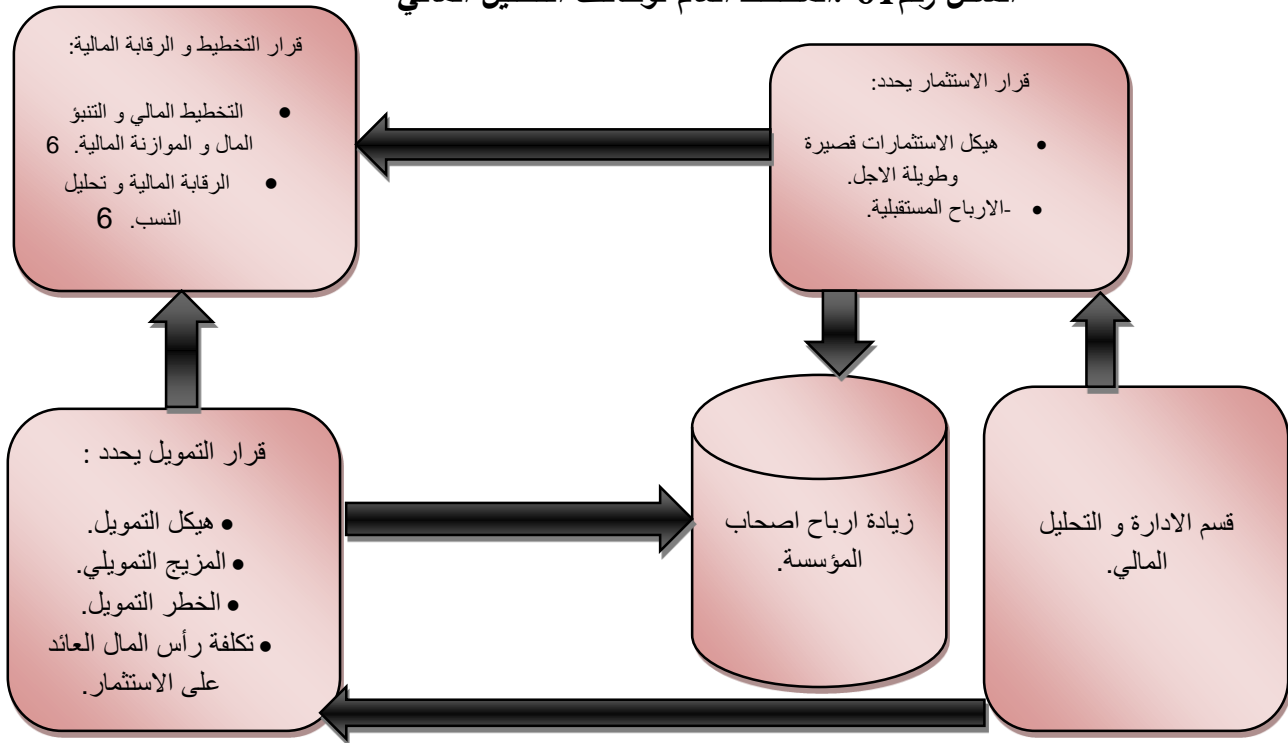 قرار التخطيط و الرقابة المالية:
● التخطيط المالي و التنبؤ
المال و الموازنة المالية. 6
● الرقابة المالية و تحليل
النسب. 6
قرار الاستثمار يحدد:
● هيكل الاستثمارات قصيرة
وطويلة الاجل.
● -الارباح المستقبلية.
قرار التمويل يحدد :
● هيكل التمويل.
● المزيج التمويلي.
● الخطر التمويل.
● تكلفة رأس المال العائد
على الاستثمار.
زيادة ارباح اصحاب
المؤسسة.
قسم الادارة و التحليل
المالي.